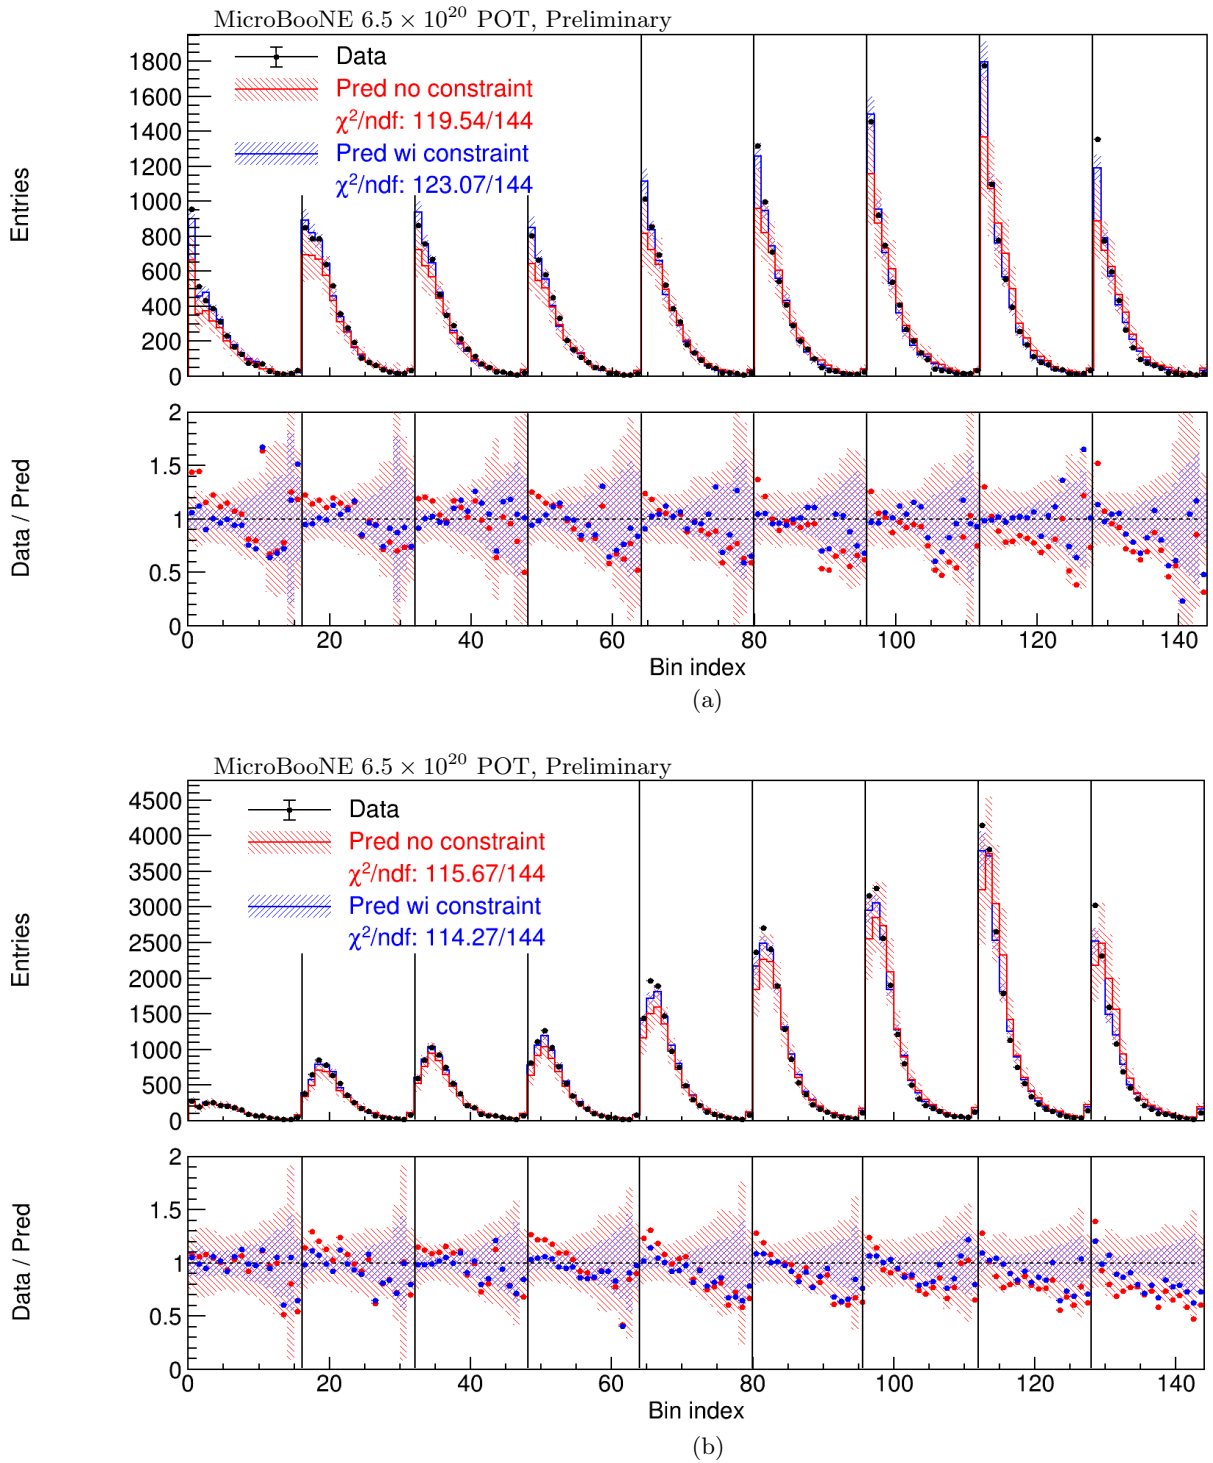 MicroBooNE 6.5 × 10²⁰ POT, Preliminary
Data
Pred no constraint
χ²/ndf: 119.54/144
Pred wi constraint
χ²/ndf: 123.07/144
Entries
1800
1600
1400
1200
1000
800
600
400
200
0
Data / Pred
2
1.5
1
0.5
0
0 20 40 60 80 100 120 140
Bin index
(a)
MicroBooNE 6.5 × 10²⁰ POT, Preliminary
Data
Pred no constraint
χ²/ndf: 115.67/144
Pred wi constraint
χ²/ndf: 114.27/144
Entries
4500
4000
3500
3000
2500
2000
1500
1000
500
0
Data / Pred
2
1.5
1
0.5
0
0 20 40 60 80 100 120 140
Bin index
(b)